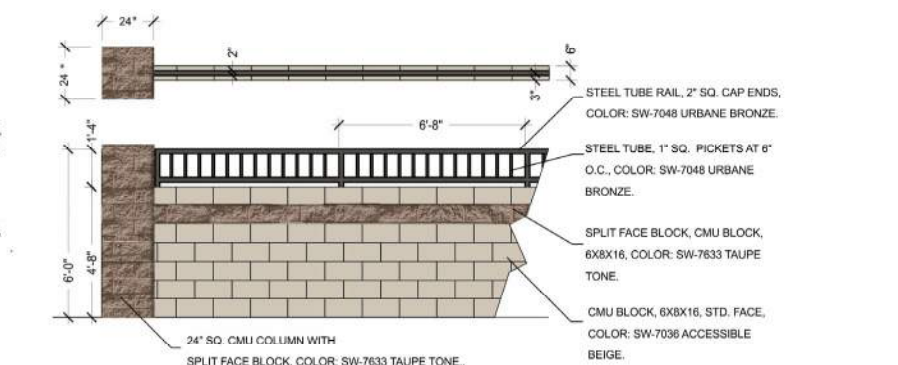 24"
24 "
2"
6"
3"
STEEL TUBE RAIL, 2" SQ. CAP ENDS,
COLOR: SW-7048 URBANE BRONZE.
1'-4"
6'-8"
STEEL TUBE, 1" SQ. PICKETS AT 6"
O.C., COLOR: SW-7048 URBANE
BRONZE.
6'-0"
4'-8"
SPLIT FACE BLOCK, CMU BLOCK,
6X8X16, COLOR: SW-7633 TAUPE
TONE.
CMU BLOCK, 6X8X16, STD. FACE,
COLOR: SW-7036 ACCESSIBLE
BEIGE.
24" SQ. CMU COLUMN WITH
SPLIT FACE BLOCK, COLOR: SW-7633 TAUPE TONE..